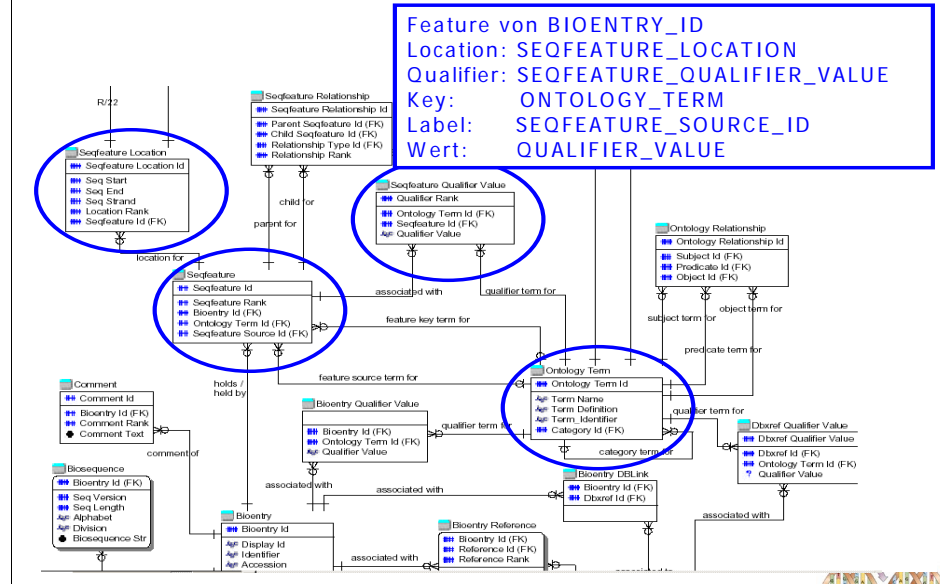 Feature von BIOENTRY_ID
Location: SEQFEATURE_LOCATION
Qualifier: SEQFEATURE_QUALIFIER_VALUE
Key: ONTOLOGY_TERM
Label: SEQFEATURE_SOURCE_ID
Wert: QUALIFIER_VALUE
R/22
Seqfeature Relationship
Seqfeature Relationship Id
Parent Seqfeature Id (FK)
Child Seqfeature Id (FK)
Relationship Type Id (FK)
Relationship Rank
Seqfeature Location
Seqfeature Location Id
Seq Start
Seq End
Seq Strand
Location Rank
Seqfeature Id (FK)
child for
parent for
location for
Seqfeature Qualifier Value
Qualifier Rank
Ontology Term Id (FK)
Seqfeature Id (FK)
Qualifier Value
Ontology Relationship
Ontology Relationship Id
Subject Id (FK)
Predicate Id (FK)
Object Id (FK)
Seqfeature
Seqfeature Id
Seqfeature Rank
Bioentry Id (FK)
Ontology Term Id (FK)
Seqfeature Source Id (FK)
associated with
qualifier term for
feature key term for
object term for
subject term for
predicate term for
feature source term for
holds /
held by
Ontology Term
Ontology Term Id
Term Name
Term Definition
Term_Identifier
Category Id (FK)
qualifier term for
category term for
Comment
Comment Id
Bioentry Id (FK)
Comment Rank
Comment Text
comment of
Bioentry Qualifier Value
Bioentry Id (FK)
Ontology Term Id (FK)
Qualifier Value
qualifier term for
Dbxref Qualifier Value
Dbxref Qualifier Value
Dbxref Id (FK)
Ontology Term Id (FK)
Qualifier Value
Biosequence
Bioentry Id (FK)
Seq Version
Seq Length
Alphabet
Division
Biosequence Str
associated with
associated with
Bioentry DBLink
Bioentry Id (FK)
Dbxref Id (FK)
associated with
Bioentry
Bioentry Id
Display Id
Identifier
Accession
associated with
Bioentry Reference
Bioentry Id (FK)
Reference Id (FK)
Reference Rank